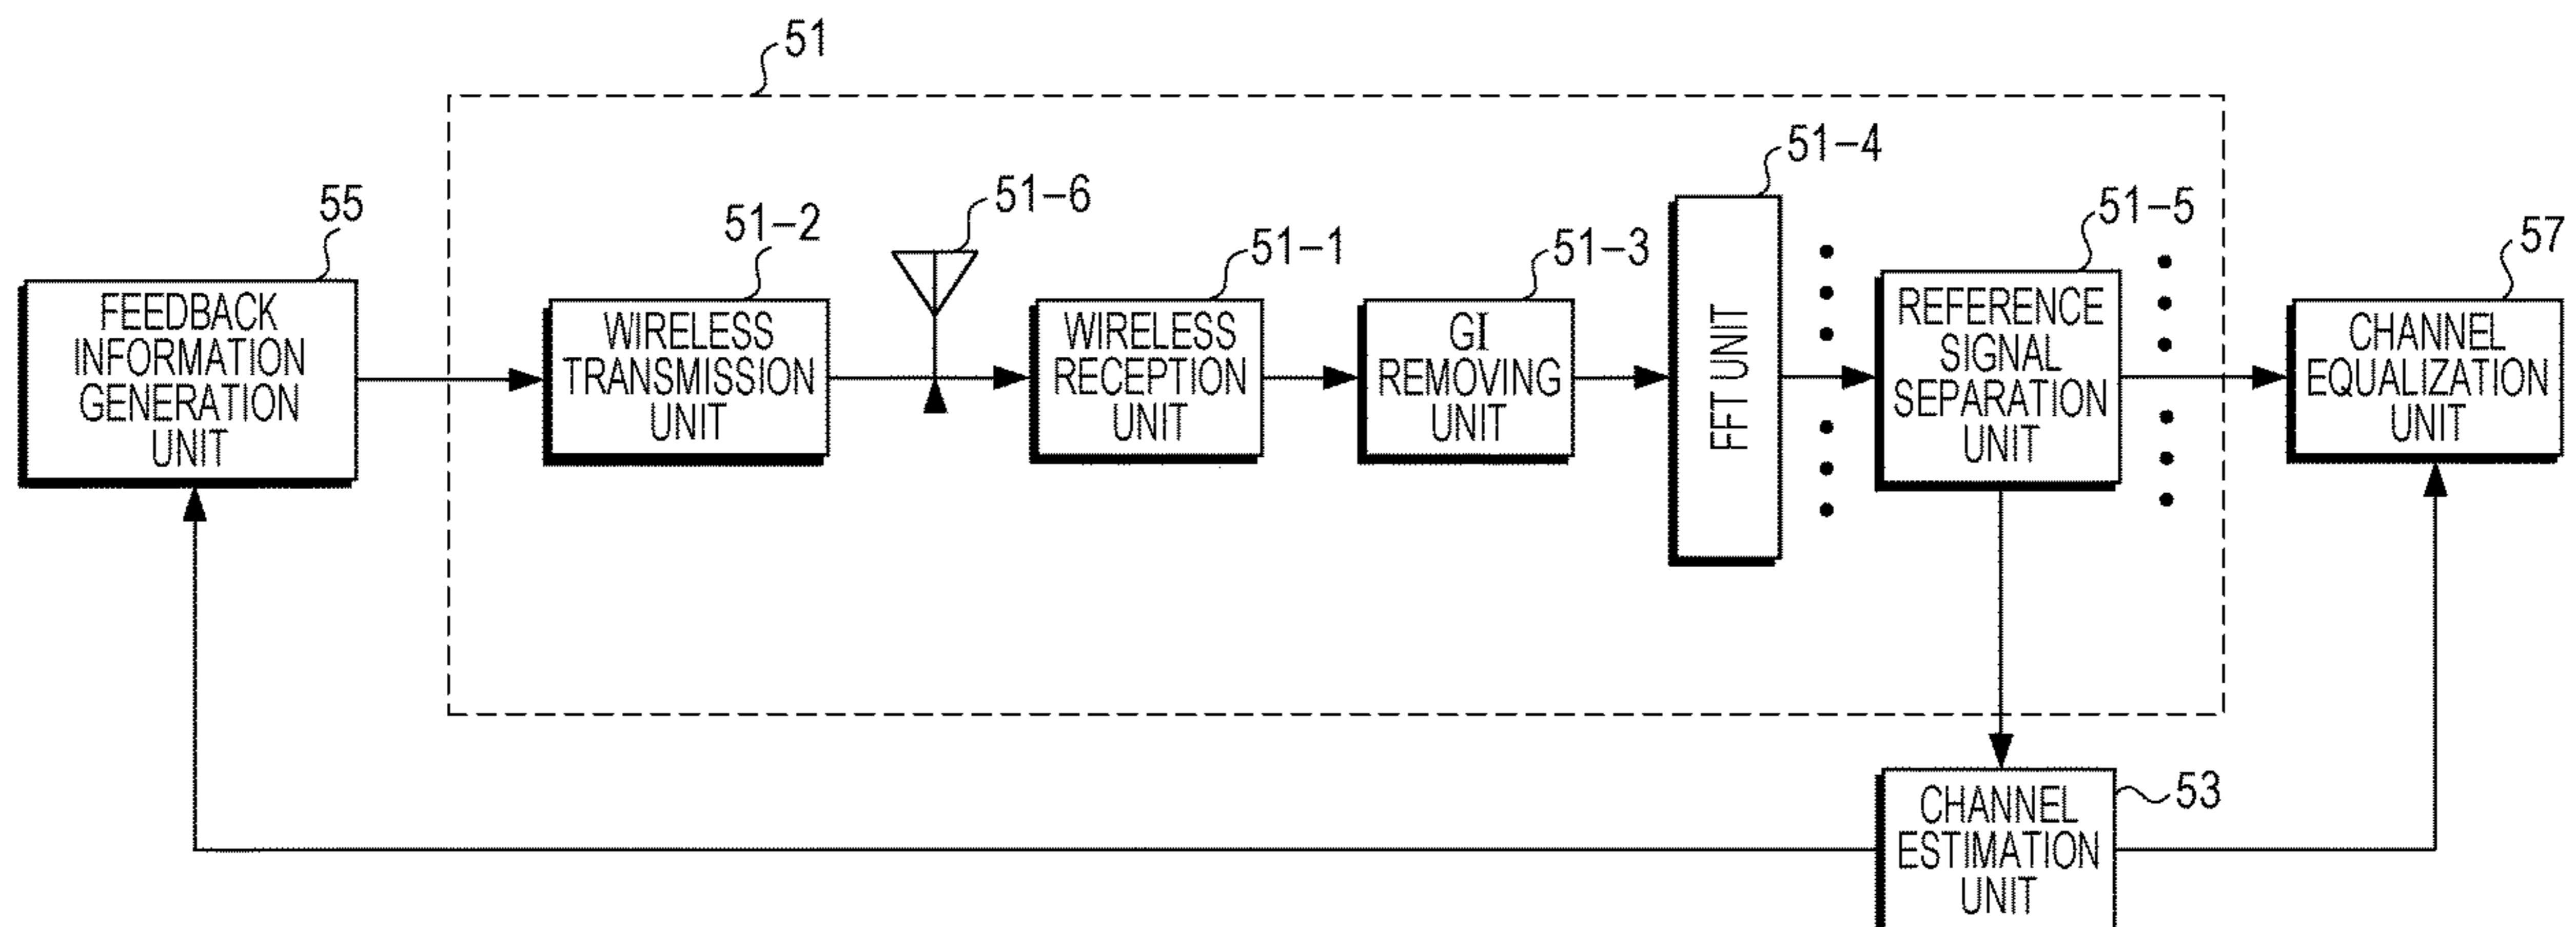 51
55
FEEDBACK
INFORMATION
GENERATION
UNIT
51-2
WIRELESS
TRANSMISSION
UNIT
51-6
51-1
WIRELESS
RECEPTION
UNIT
51-3
GI
REMOVING
UNIT
51-4
FFT UNIT
51-5
REFERENCE
SIGNAL
SEPARATION
UNIT
57
CHANNEL
EQUALIZATION
UNIT
53
CHANNEL
ESTIMATION
UNIT